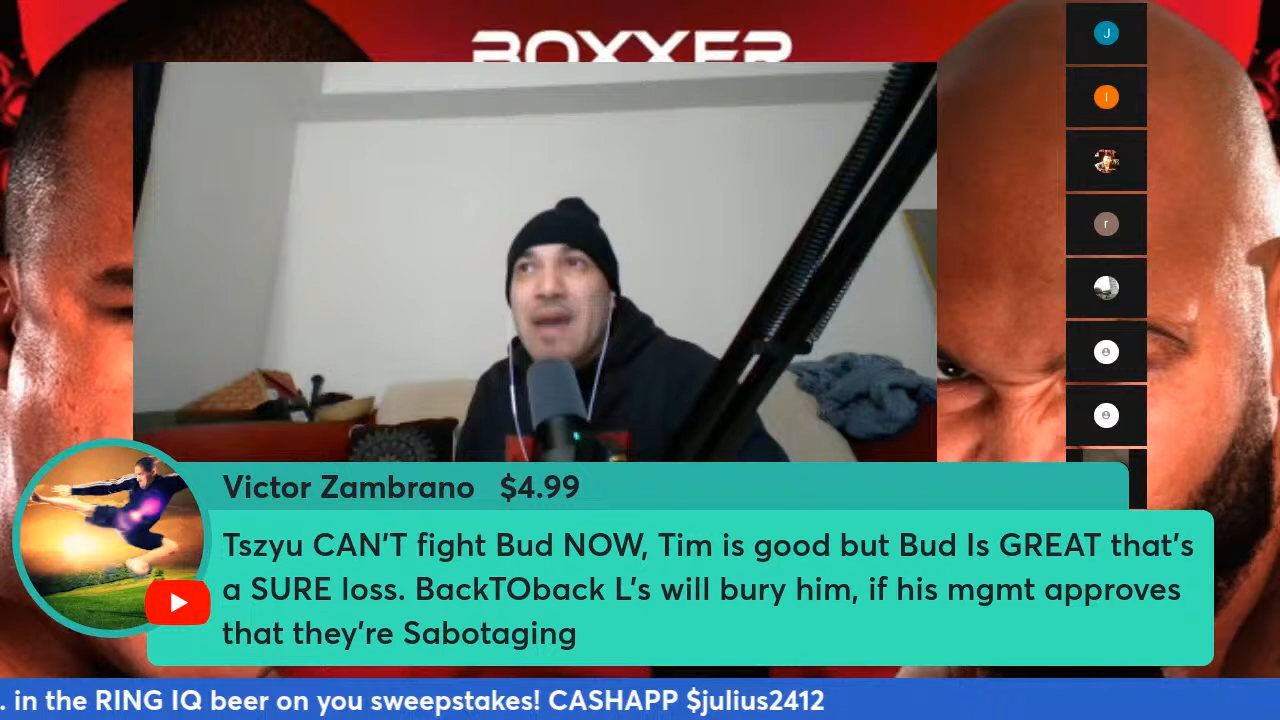 BOXXER
J
I
r
Victor Zambrano $4.99
Tszyu CAN'T fight Bud NOW, Tim is good but Bud Is GREAT that's
a SURE loss. BackTOback L's will bury him, if his mgmt approves
that they're Sabotaging
. in the RING IQ beer on you sweepstakes! CASHAPP $julius2412